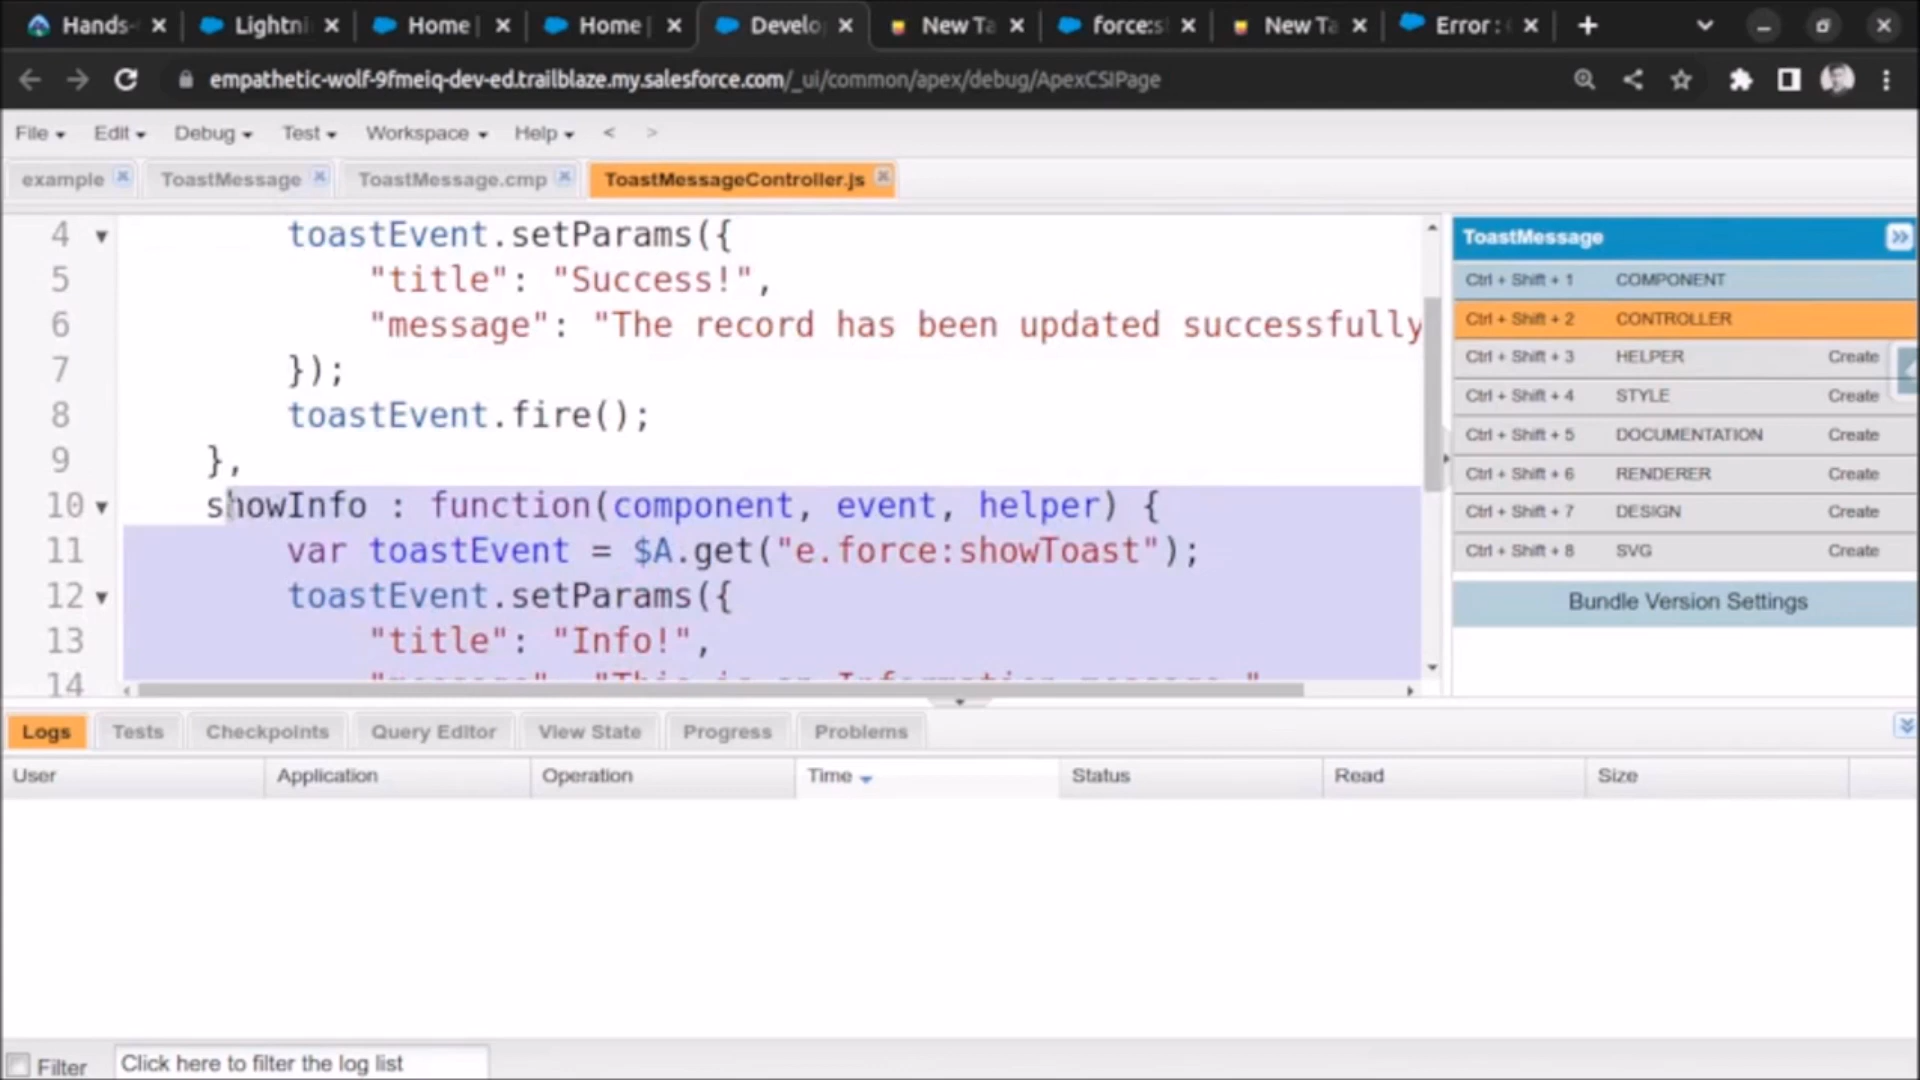 Hands-
Lightni
Home
Home
Develo
New Ta
force:s
New Ta
Error :
empathetic-wolf-9fmeiq-dev-ed.trailblaze.my.salesforce.com/_ui/common/apex/debug/ApexCSIPage
File Edit Debug Test Workspace Help < >
example ToastMessage ToastMessage.cmp ToastMessageController.js
4 toastEvent.setParams({
5 "title": "Success!",
6 "message": "The record has been updated successfully
7 });
8 toastEvent.fire();
9 },
10 showInfo : function(component, event, helper) {
11 var toastEvent = $A.get("e.force:showToast");
12 toastEvent.setParams({
13 "title": "Info!",
14 "message": "This is an Information message."
ToastMessage
Ctrl + Shift + 1 COMPONENT
Ctrl + Shift + 2 CONTROLLER
Ctrl + Shift + 3 HELPER Create
Ctrl + Shift + 4 STYLE Create
Ctrl + Shift + 5 DOCUMENTATION Create
Ctrl + Shift + 6 RENDERER Create
Ctrl + Shift + 7 DESIGN Create
Ctrl + Shift + 8 SVG Create
Bundle Version Settings
Logs Tests Checkpoints Query Editor View State Progress Problems
User Application Operation Time Status Read Size
Filter Click here to filter the log list